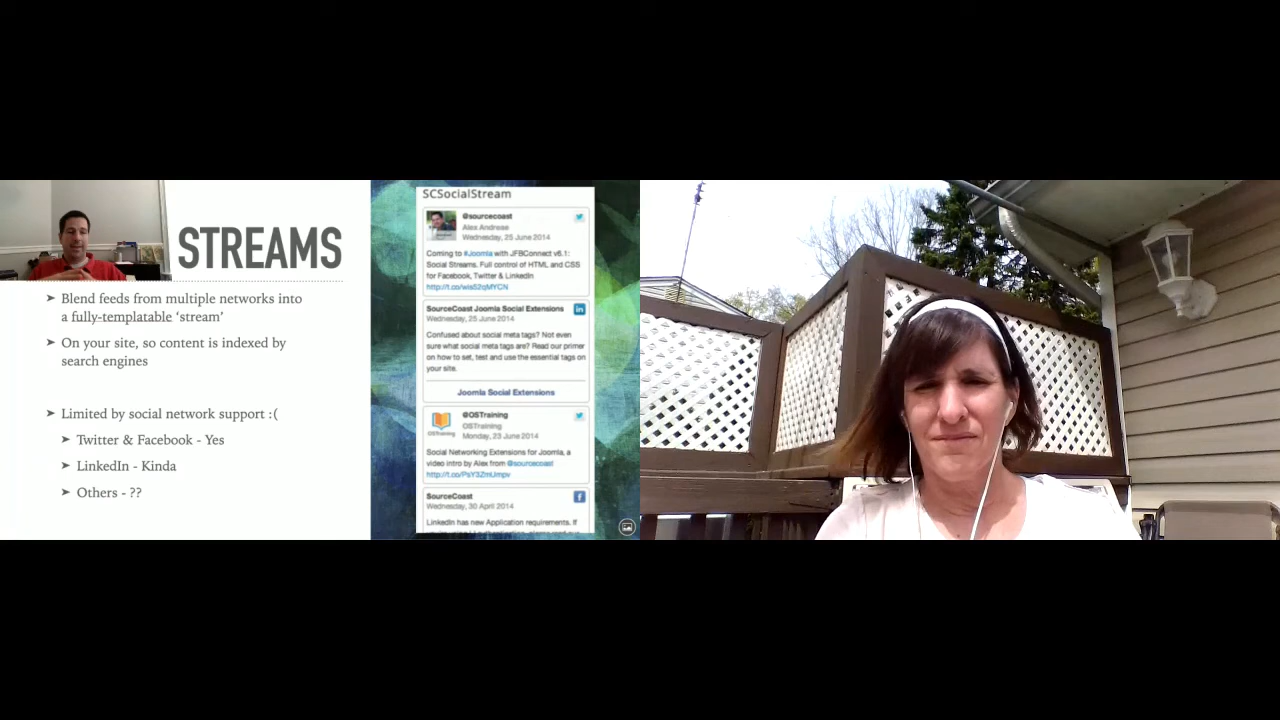 STREAMS
➤ Blend feeds from multiple networks into
a fully-templatable ‘stream’
➤ On your site, so content is indexed by
search engines
➤ Limited by social network support :(
➤ Twitter & Facebook - Yes
➤ LinkedIn - Kinda
➤ Others - ??
SCSocialStream
@sourcecoast
Alex Andreae
Wednesday, 25 June 2014
Coming to #Joomla with JFBConnect v6.1:
Social Streams. Full control of HTML and CSS
for Facebook, Twitter & LinkedIn
SourceCoast Joomla Social Extensions
in
Wednesday, 25 June 2014
Confused about social meta tags? Not even
sure what social meta tags are? Read our primer
on how to set, test and use the essential tags on
your site.
Joomla Social Extensions
@OSTraining
OSTraining
OSTraining
Monday, 23 June 2014
Social Networking Extensions for Joomla, a
video intro by Alex from @sourcecoast
http://t.co/PsY3ZmUmpv
SourceCoast
f
Wednesday, 30 April 2014
LinkedIn has new Application requirements. If